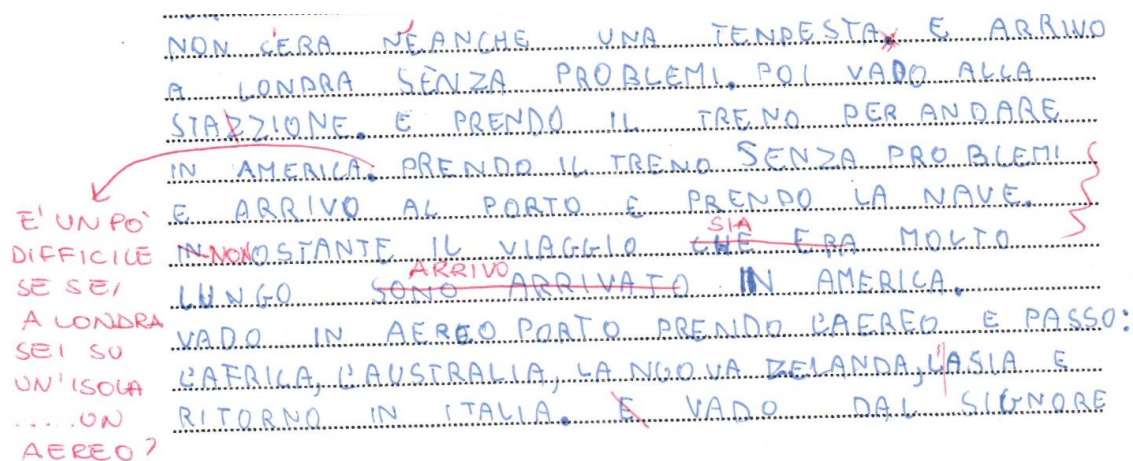 NON C'ERA NEANCHE UNA TENPESTA. E ARRIVO
A LONDRA SENZA PROBLEMI. POI VADO ALLA
STAZZIONE. E PRENDO IL TRENO PER ANDARE
IN AMERICA. PRENDO IL TRENO SENZA PROBLEMI
E ARRIVO AL PORTO E PRENDO LA NAVE.
SIA
IN NONOSTANTE IL VIAGGIO CHE ERA MOLTO
ARRIVO
LUNGO SONO ARRIVATO IN AMERICA.
VADO IN AEREOPORTO PRENDO L'AEREO E PASSO:
L'AFRICA, L'AUSTRALIA, LA NUOVA ZELANDA, L'ASIA E
RITORNO IN ITALIA. E VADO DAL SIGNORE
E' UN PO'
DIFFICILE
SE SEI
A LONDRA
SEI SU
UN'ISOLA
.....UN
AEREO?